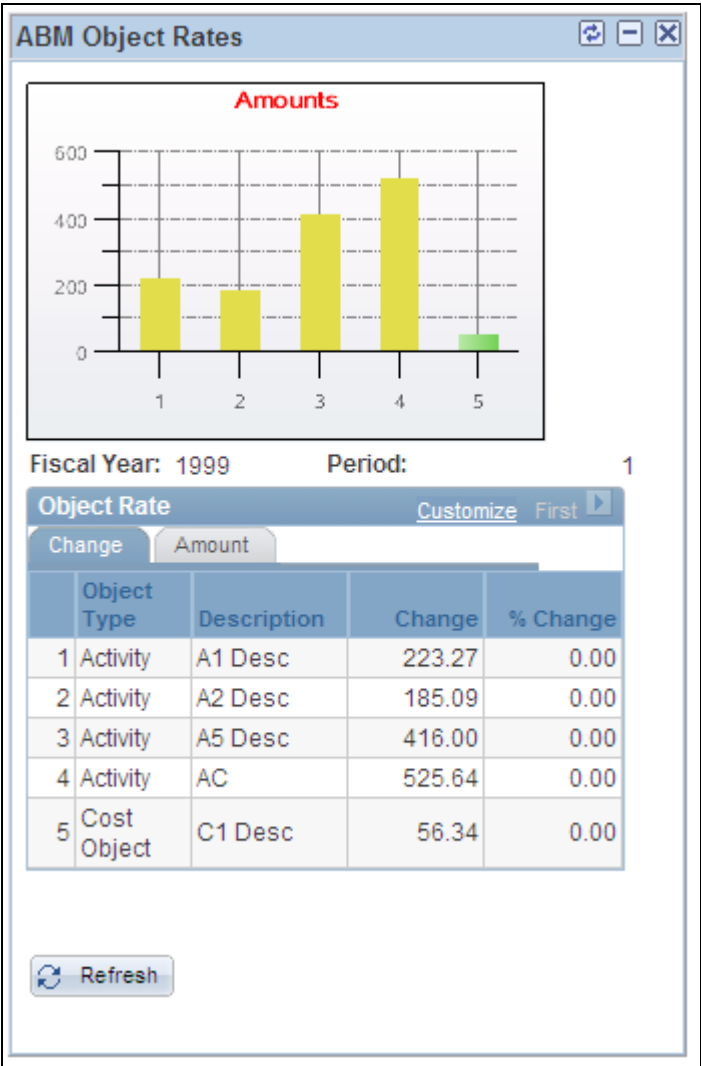 ABM Object Rates
Amounts
600
400
200
0
1 2 3 4 5
Fiscal Year: 1999 Period: 1
Object Rate Customize First
Change Amount
Object
Type Description Change % Change
1 Activity A1 Desc 223.27 0.00
2 Activity A2 Desc 185.09 0.00
3 Activity A5 Desc 416.00 0.00
4 Activity AC 525.64 0.00
5 Cost
Object C1 Desc 56.34 0.00
Refresh